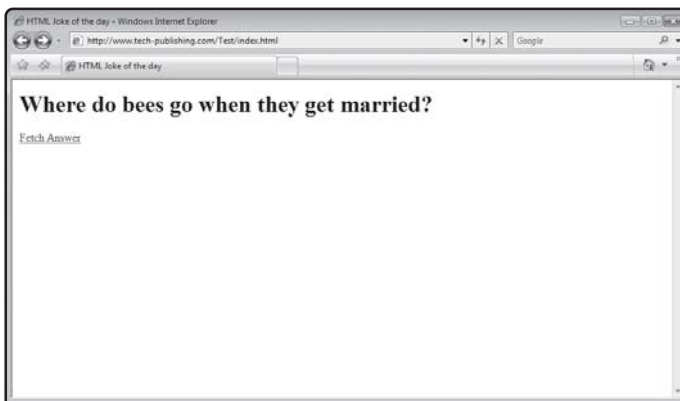 HTML Joke of the day - Windows Internet Explorer
http://www.tech-publishing.com/Test/index.html
Google
HTML Joke of the day
Where do bees go when they get married?
Fetch Answer